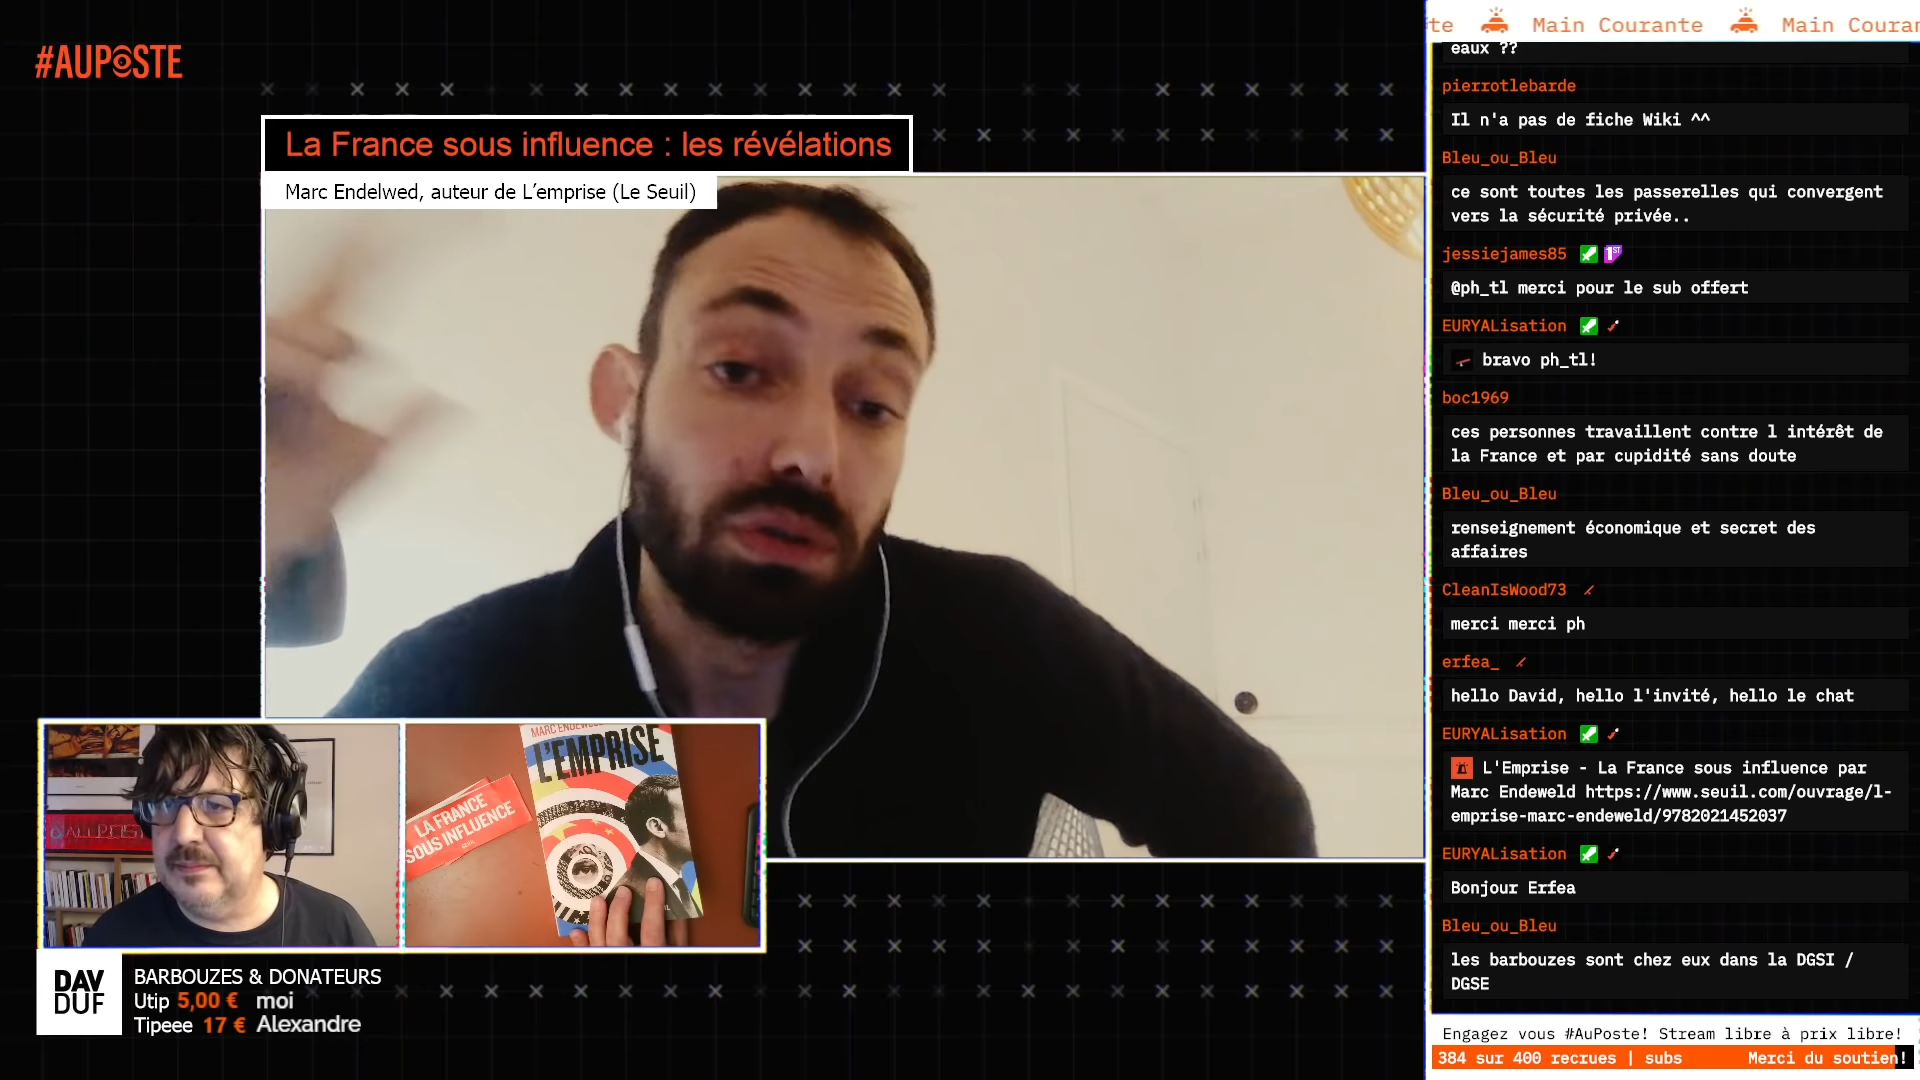 #AUPOSTE
La France sous influence : les révélations
Marc Endelwed, auteur de L’emprise (Le Seuil)
L'EMPRISE
LA FRANCE
SOUS INFLUENCE
DAV
DUF
BARBOUZES & DONATEURS
Utip 5,00 € moi
Tipeee 17 € Alexandre
Main Courante Main Couran
eaux ??
pierrotlebarde
Il n'a pas de fiche Wiki ^^
Bleu_ou_Bleu
ce sont toutes les passerelles qui convergent
vers la sécurité privée..
jessiejames85
@ph_tl merci pour le sub offert
EURYALisation
bravo ph_tl!
boc1969
ces personnes travaillent contre l intérêt de
la France et par cupidité sans doute
Bleu_ou_Bleu
renseignement économique et secret des
affaires
CleanIsWood73
merci merci ph
erfea_
hello David, hello l'invité, hello le chat
EURYALisation
L'Emprise - La France sous influence par
Marc Endeweld https://www.seuil.com/ouvrage/l-
emprise-marc-endeweld/9782021452037
EURYALisation
Bonjour Erfea
Bleu_ou_Bleu
les barbouzes sont chez eux dans la DGSI /
DGSE
Engagez vous #AuPoste! Stream libre à prix libre!
384 sur 400 recrues | subs Merci du soutien!